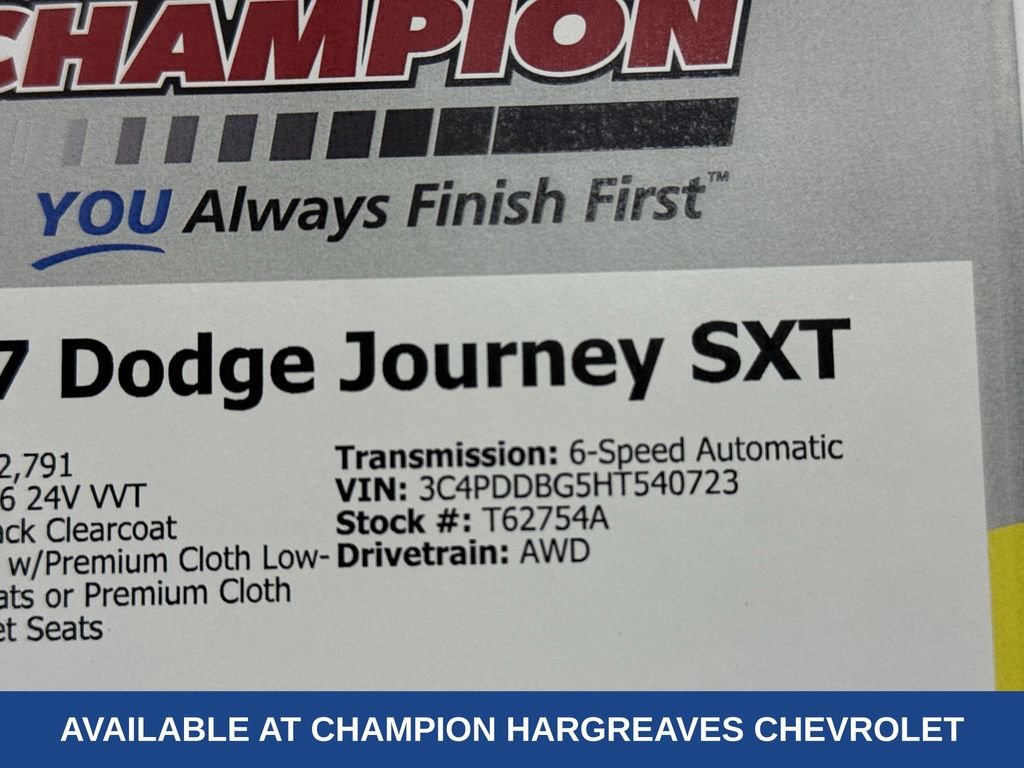 CHAMPION
YOU Always Finish First™
7 Dodge Journey SXT
2,791
6 24V VVT
ack Clearcoat
w/Premium Cloth Low-
ats or Premium Cloth
et Seats
Transmission: 6-Speed Automatic
VIN: 3C4PDDBG5HT540723
Stock #: T62754A
Drivetrain: AWD
AVAILABLE AT CHAMPION HARGREAVES CHEVROLET